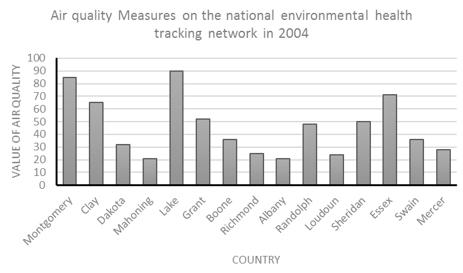 Air quality Measures on the national environmental health
tracking network in 2004
VALUE OF AIR QUALITY
100
90
80
70
60
50
40
30
20
10
0
Montgomery
Clay
Dakota
Mahoning
Lake
Grant
Boone
Richmond
Albany
Randolph
Loudoun
Sheridan
Essex
Swain
Mercer
COUNTRY